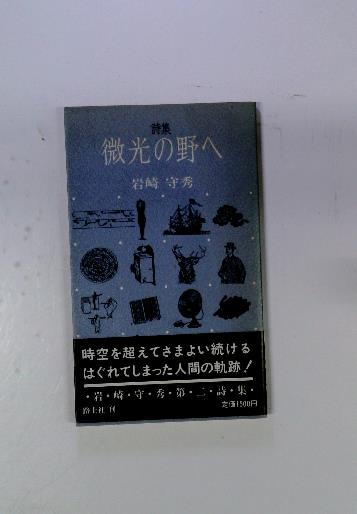 詩集
微光の野へ
岩崎 守秀
時空を超えてさまよい続ける
はぐれてしまった人間の軌跡！
・岩・崎・守・秀・第・二・詩・集・
定価1500円